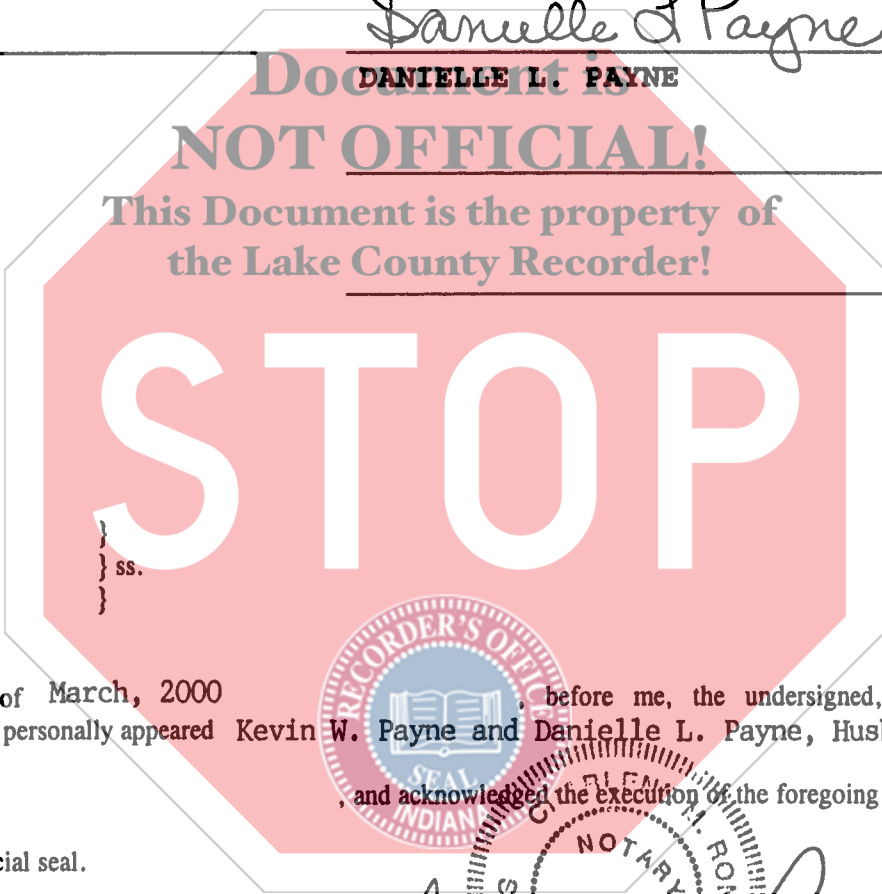 Danielle L Payne
DANIELLE L. PAYNE
Document is
NOT OFFICIAL!
This Document is the property of
the Lake County Recorder!
STOP
} ss.
RECORDER'S OFFICE
SEAL
INDIANA
of March, 2000 , before me, the undersigned,
personally appeared Kevin W. Payne and Danielle L. Payne, Hus
, and acknowledged the execution of the foregoing
NOTARY
cial seal.